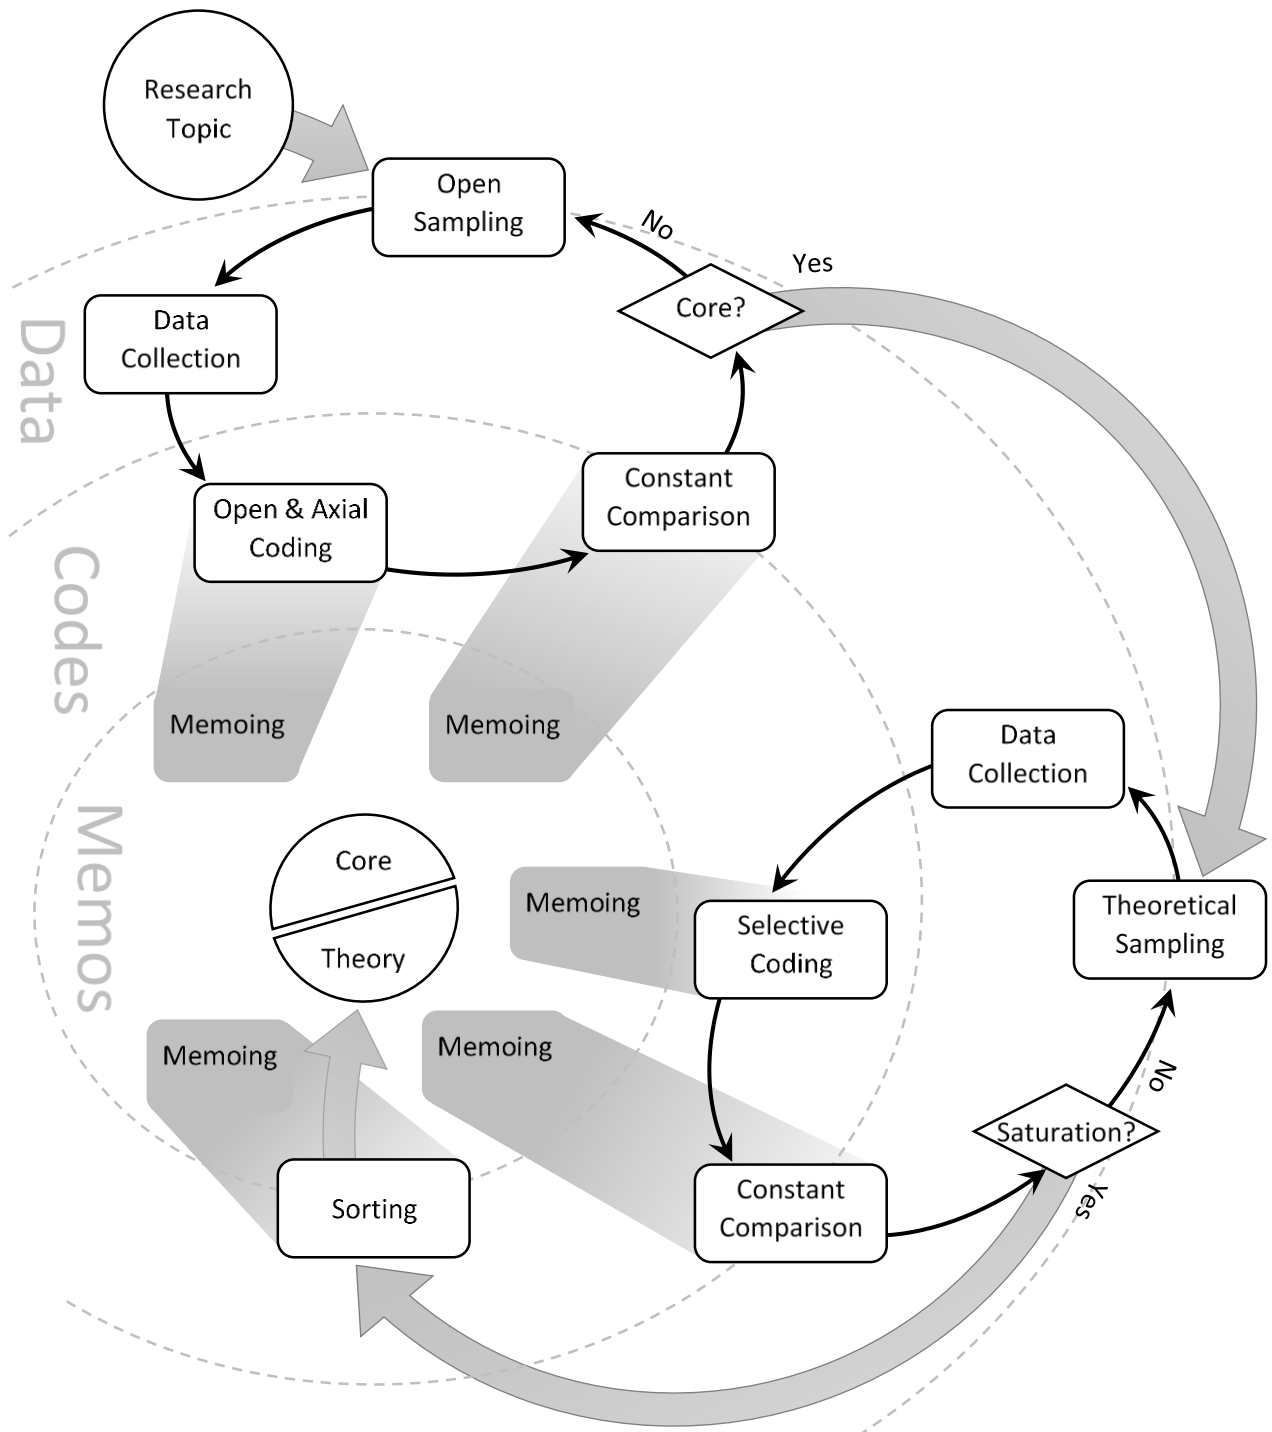 Research
Topic
Open
Sampling
No
Yes
Core?
Data
Collection
Data
Constant
Comparison
Open & Axial
Coding
Codes
Memoing
Memoing
Data
Collection
Memos
Core
Theory
Memoing
Selective
Coding
Theoretical
Sampling
Memoing
Memoing
No
Saturation?
Yes
Constant
Comparison
Sorting